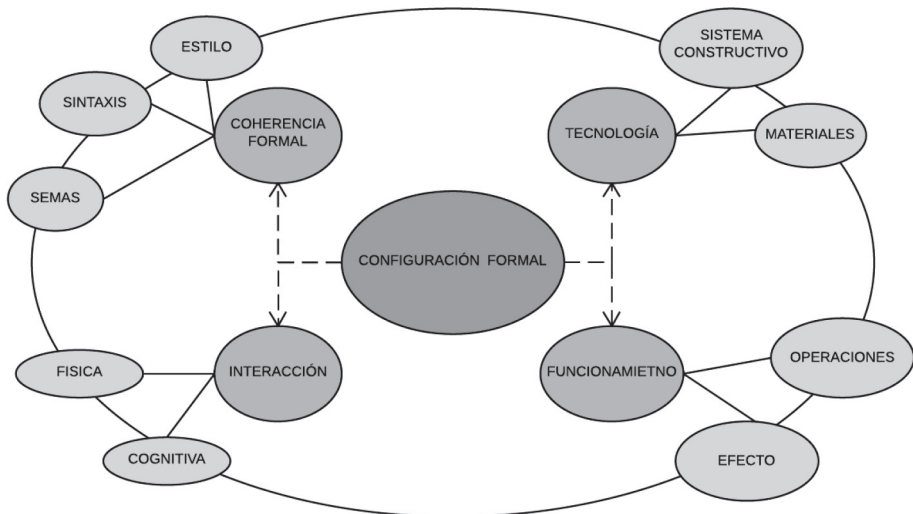 ESTILO
SISTEMA
CONSTRUCTIVO
SINTAXIS
COHERENCIA
FORMAL
TECNOLOGÍA
MATERIALES
SEMAS
CONFIGURACIÓN FORMAL
FISICA
INTERACCIÓN
FUNCIONAMIETNO
OPERACIONES
COGNITIVA
EFECTO